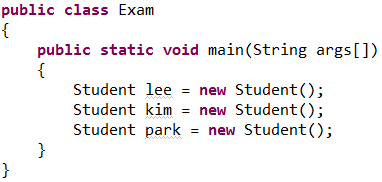 public class Exam
{
    public static void main(String args[])
    {
        Student lee = new Student();
        Student kim = new Student();
        Student park = new Student();
    }
}